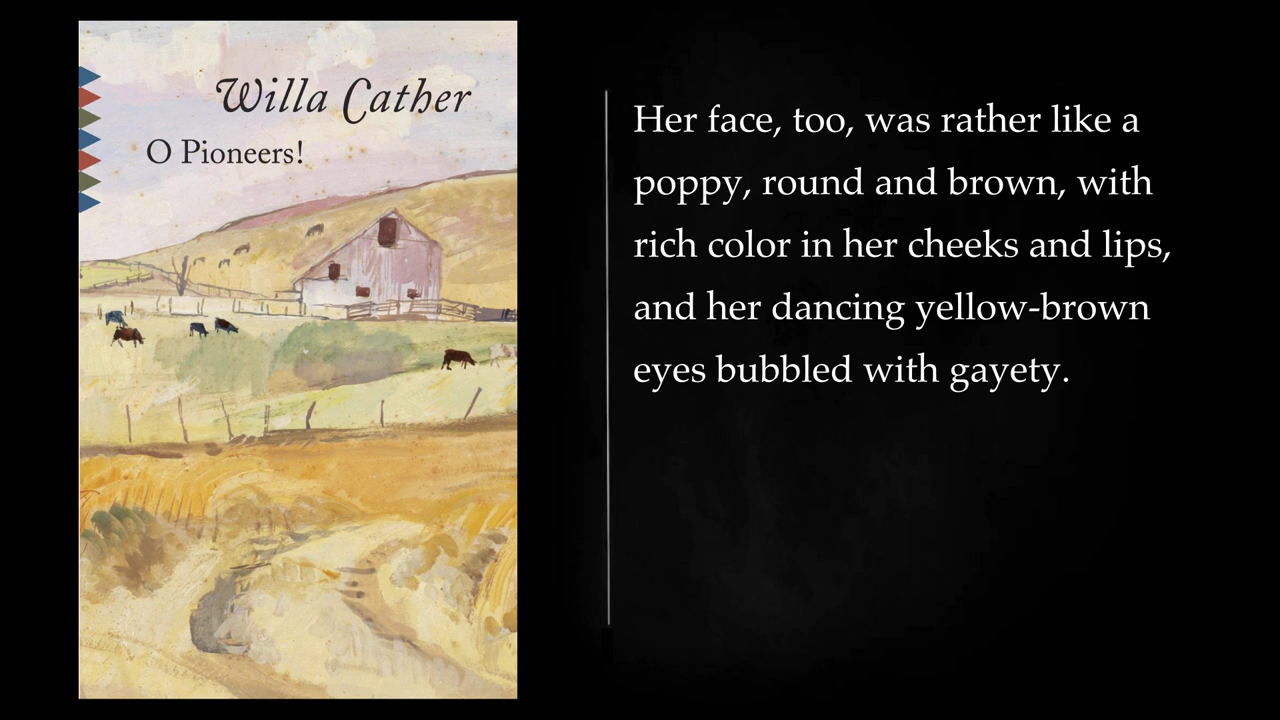 Willa Cather
O Pioneers!
Her face, too, was rather like a
poppy, round and brown, with
rich color in her cheeks and lips,
and her dancing yellow-brown
eyes bubbled with gayety.